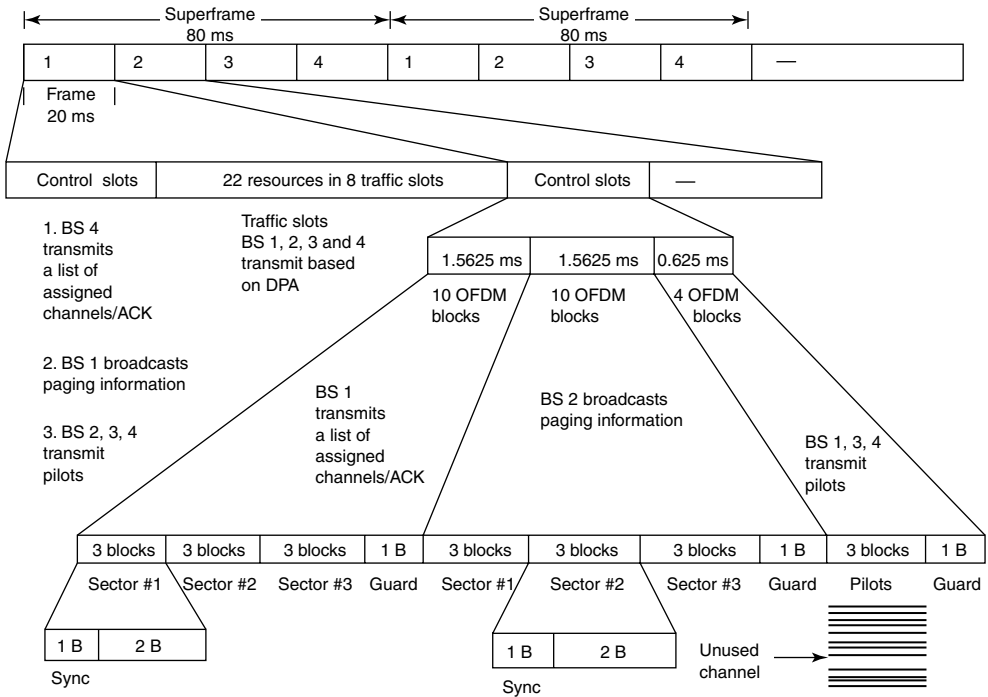 Superframe
80 ms
Superframe
80 ms
1
2
3
4
1
2
3
4
—
Frame
20 ms
Control slots
22 resources in 8 traffic slots
Control slots
—
1. BS 4
transmits
a list of
assigned
channels/ACK
2. BS 1 broadcasts
paging information
3. BS 2, 3, 4
transmit
pilots
Traffic slots
BS 1, 2, 3 and 4
transmit based
on DPA
1.5625 ms
1.5625 ms
0.625 ms
10 OFDM
blocks
10 OFDM
blocks
4 OFDM
blocks
BS 1
transmits
a list of
assigned
channels/ACK
BS 2 broadcasts
paging information
BS 1, 3, 4
transmit
pilots
3 blocks
3 blocks
3 blocks
1 B
3 blocks
3 blocks
3 blocks
1 B
3 blocks
1 B
Sector #1
Sector #2
Sector #3
Guard
Sector #1
Sector #2
Sector #3
Guard
Pilots
Guard
1 B
2 B
Sync
1 B
2 B
Sync
Unused
channel